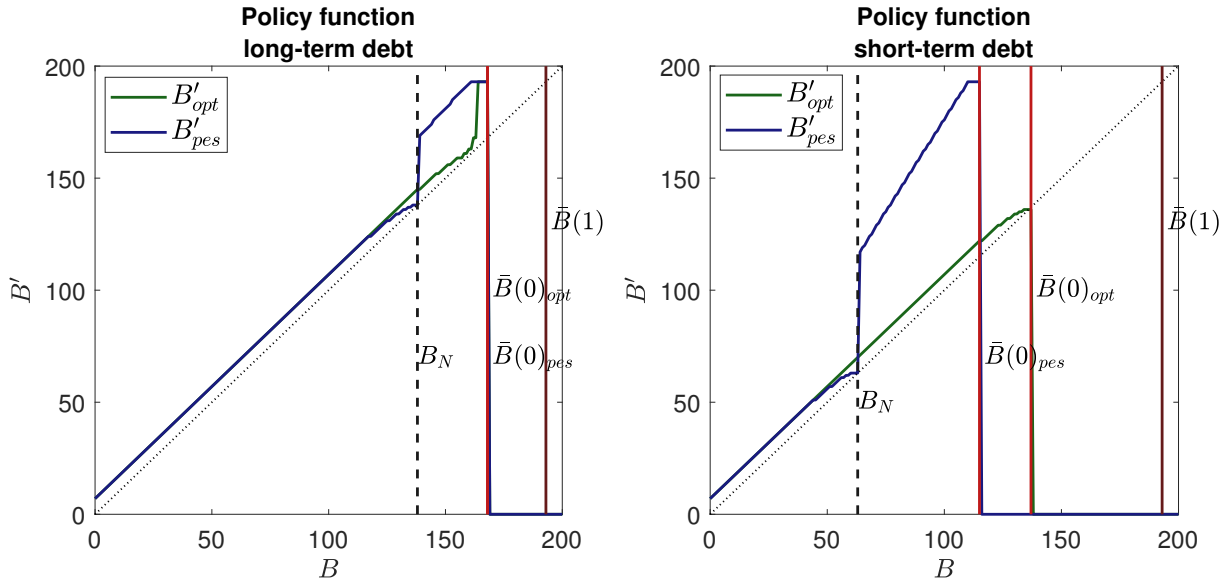 Policy function
long-term debt
200
150
100
50
0
B′
B′opt
B′pes
B̄(1)
B̄(0)opt
B̄(0)pes
B_N
0
50
100
150
200
B
Policy function
short-term debt
200
150
100
50
0
B′
B′opt
B′pes
B̄(1)
B̄(0)opt
B̄(0)pes
B_N
0
50
100
150
200
B